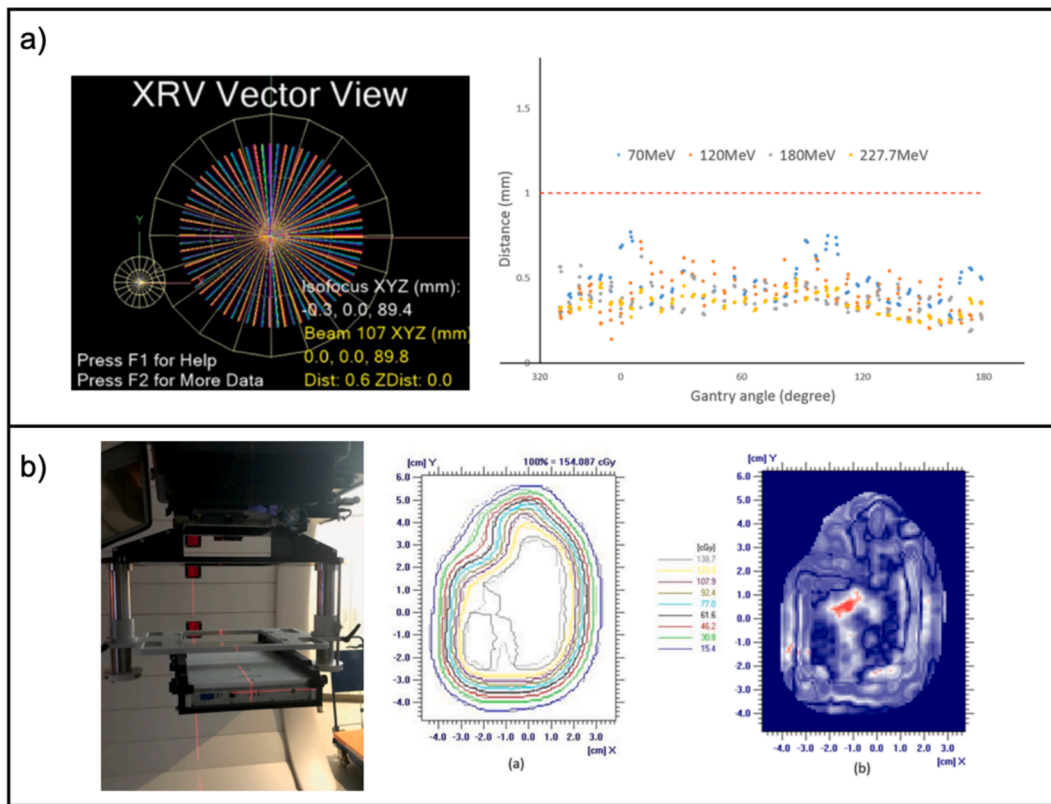 a)
XRV Vector View
Y
X
Isofocus XYZ (mm):
-0.3, 0.0, 89.4
Beam 107 XYZ (mm)
0.0, 0.0, 89.8
Press F1 for Help
Press F2 for More Data
Dist: 0.6 ZDist: 0.0
1.5
70MeV 120MeV 180MeV 227.7MeV
1
Distance (mm)
0.5
0
320 0 60 120 180
Gantry angle (degree)
b)
[cm] Y
100% = 154.087 cGy
6.0
5.0
4.0
3.0
2.0
1.0
0.0
-1.0
-2.0
-3.0
-4.0
-4.0 -3.0 -2.0 -1.0 0.0 1.0 2.0 3.0
[cm] X
(a)
[cGy]
138.7
107.9
92.4
77.0
61.6
46.2
30.8
15.4
[cm] Y
6.0
5.0
4.0
3.0
2.0
1.0
0.0
-1.0
-2.0
-3.0
-4.0
-4.0 -3.0 -2.0 -1.0 0.0 1.0 2.0 3.0
[cm] X
(b)